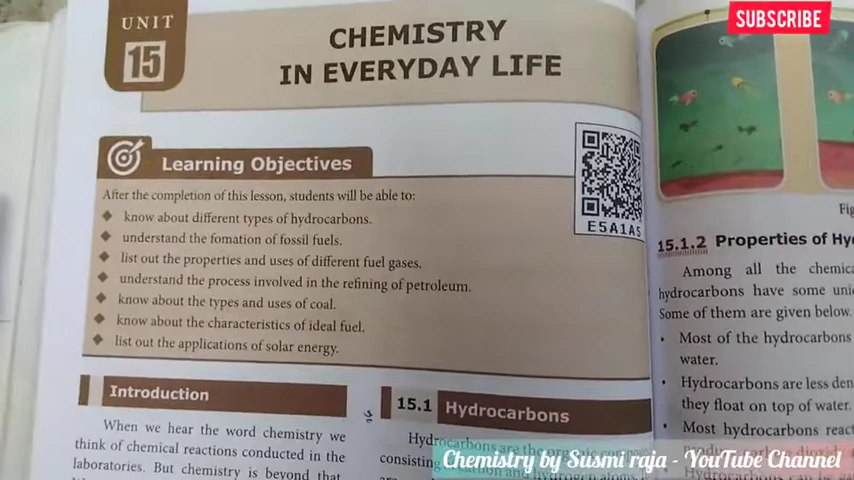 UNIT
15
CHEMISTRY
IN EVERYDAY LIFE
Learning Objectives
After the completion of this lesson, students will be able to:
know about different types of hydrocarbons.
understand the fomation of fossil fuels.
list out the properties and uses of different fuel gases.
understand the process involved in the refining of petroleum.
know about the types and uses of coal.
know about the characteristics of ideal fuel.
list out the applications of solar energy.
E5A1A5
Introduction
When we hear the word chemistry we
think of chemical reactions conducted in the
laboratories. But chemistry is beyond that
15.1 Hydrocarbons
Hydrocarbons are the organic
consisting carbon and hydrogen atoms
SUBSCRIBE
15.1.2 Properties of Hy
Among all the chemica
hydrocarbons have some
Some of them are given below.
• Most of the hydrocarbons
water.
• Hydrocarbons are less den
they float on top of water.
• Most hydrocarbons react
Chemistry by Susmi raja - YouTube Channel